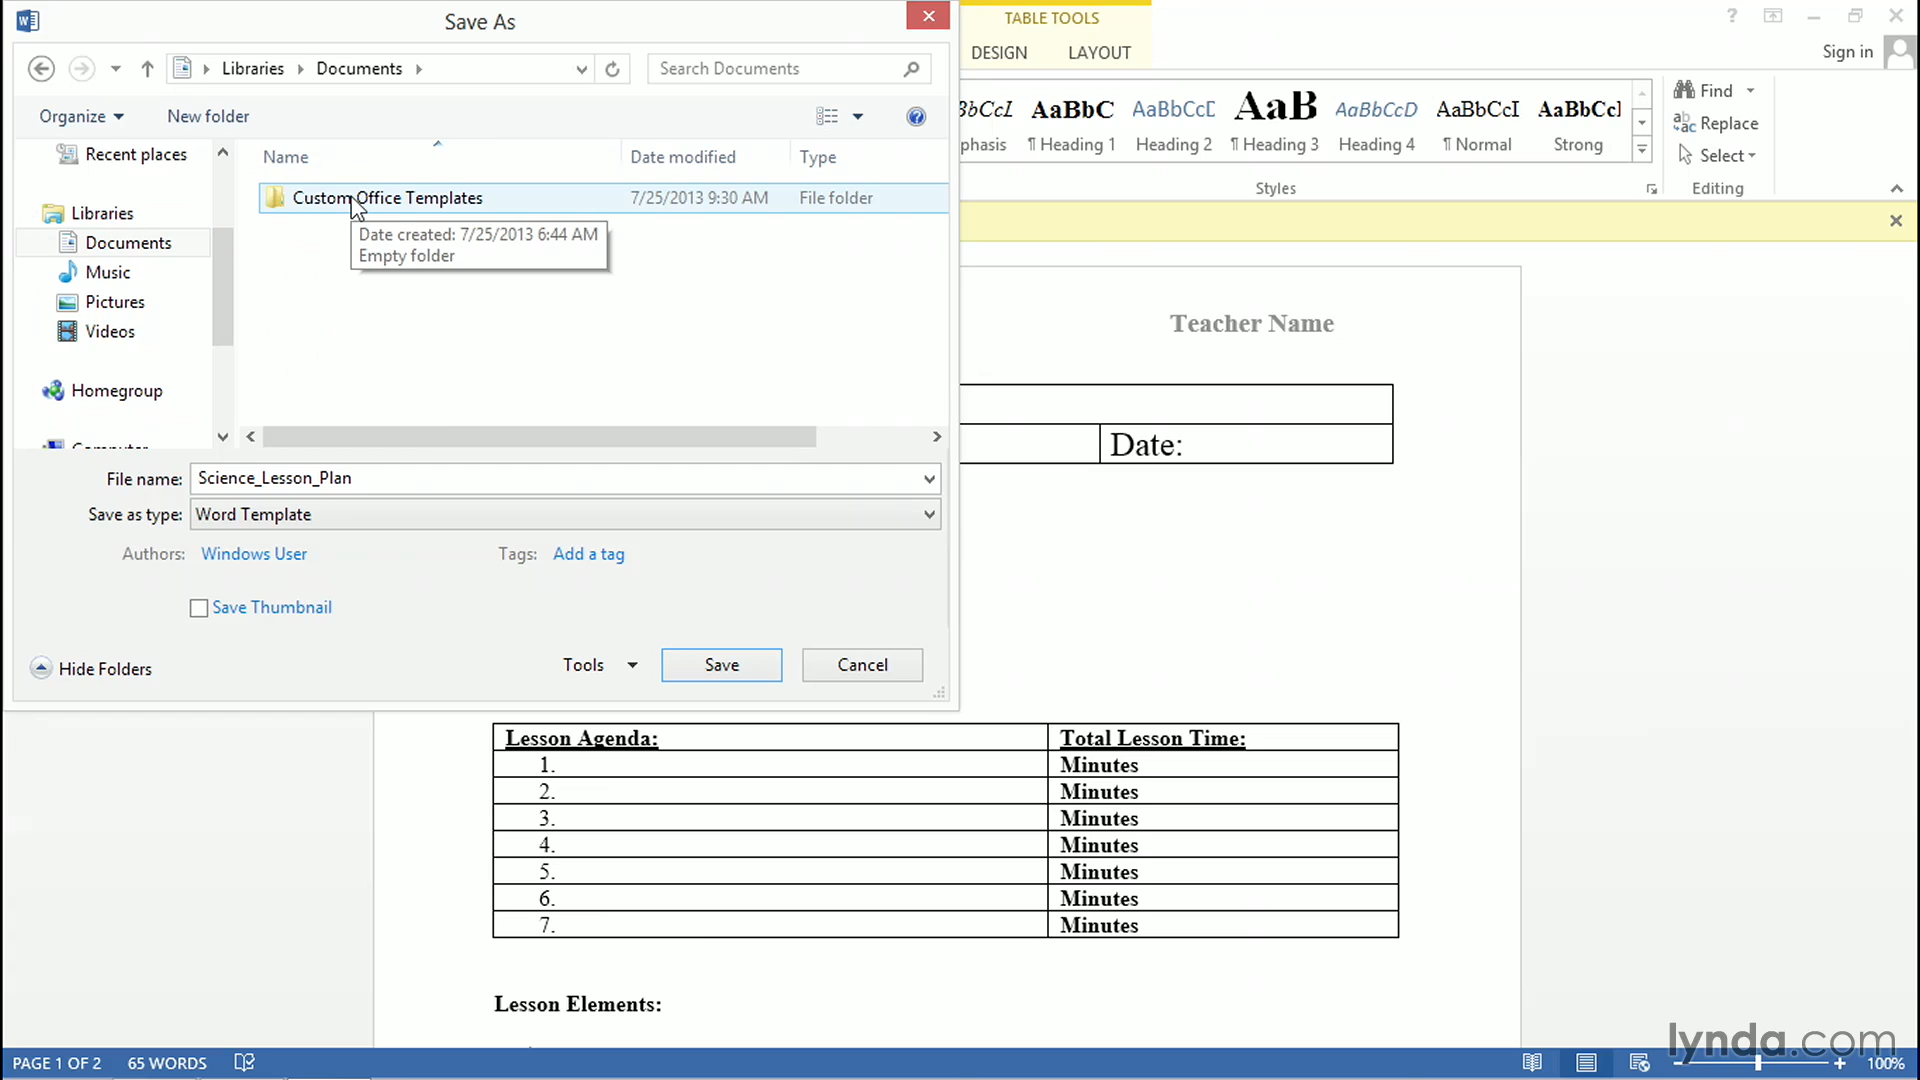 Save As
TABLE TOOLS
DESIGN
LAYOUT
Sign in
Libraries
Documents
Search Documents
Organize
New folder
Find
Replace
Select
Editing
AaBbC
AaBbCcD
AaB
AaBbCcD
AaBbCcI
¶ Heading 1
Heading 2
¶ Heading 3
Heading 4
¶ Normal
Strong
Styles
Recent places
Libraries
Documents
Music
Pictures
Videos
Homegroup
Name
Date modified
Type
Custom Office Templates
7/25/2013 9:30 AM
File folder
Date created: 7/25/2013 6:44 AM
Empty folder
File name:
Science_Lesson_Plan
Save as type:
Word Template
Authors:
Windows User
Tags:
Add a tag
Save Thumbnail
Hide Folders
Tools
Save
Cancel
Teacher Name
Date:
Lesson Agenda:
Total Lesson Time:
1.
Minutes
2.
Minutes
3.
Minutes
4.
Minutes
5.
Minutes
6.
Minutes
7.
Minutes
Lesson Elements:
lynda.com
PAGE 1 OF 2
65 WORDS
100%